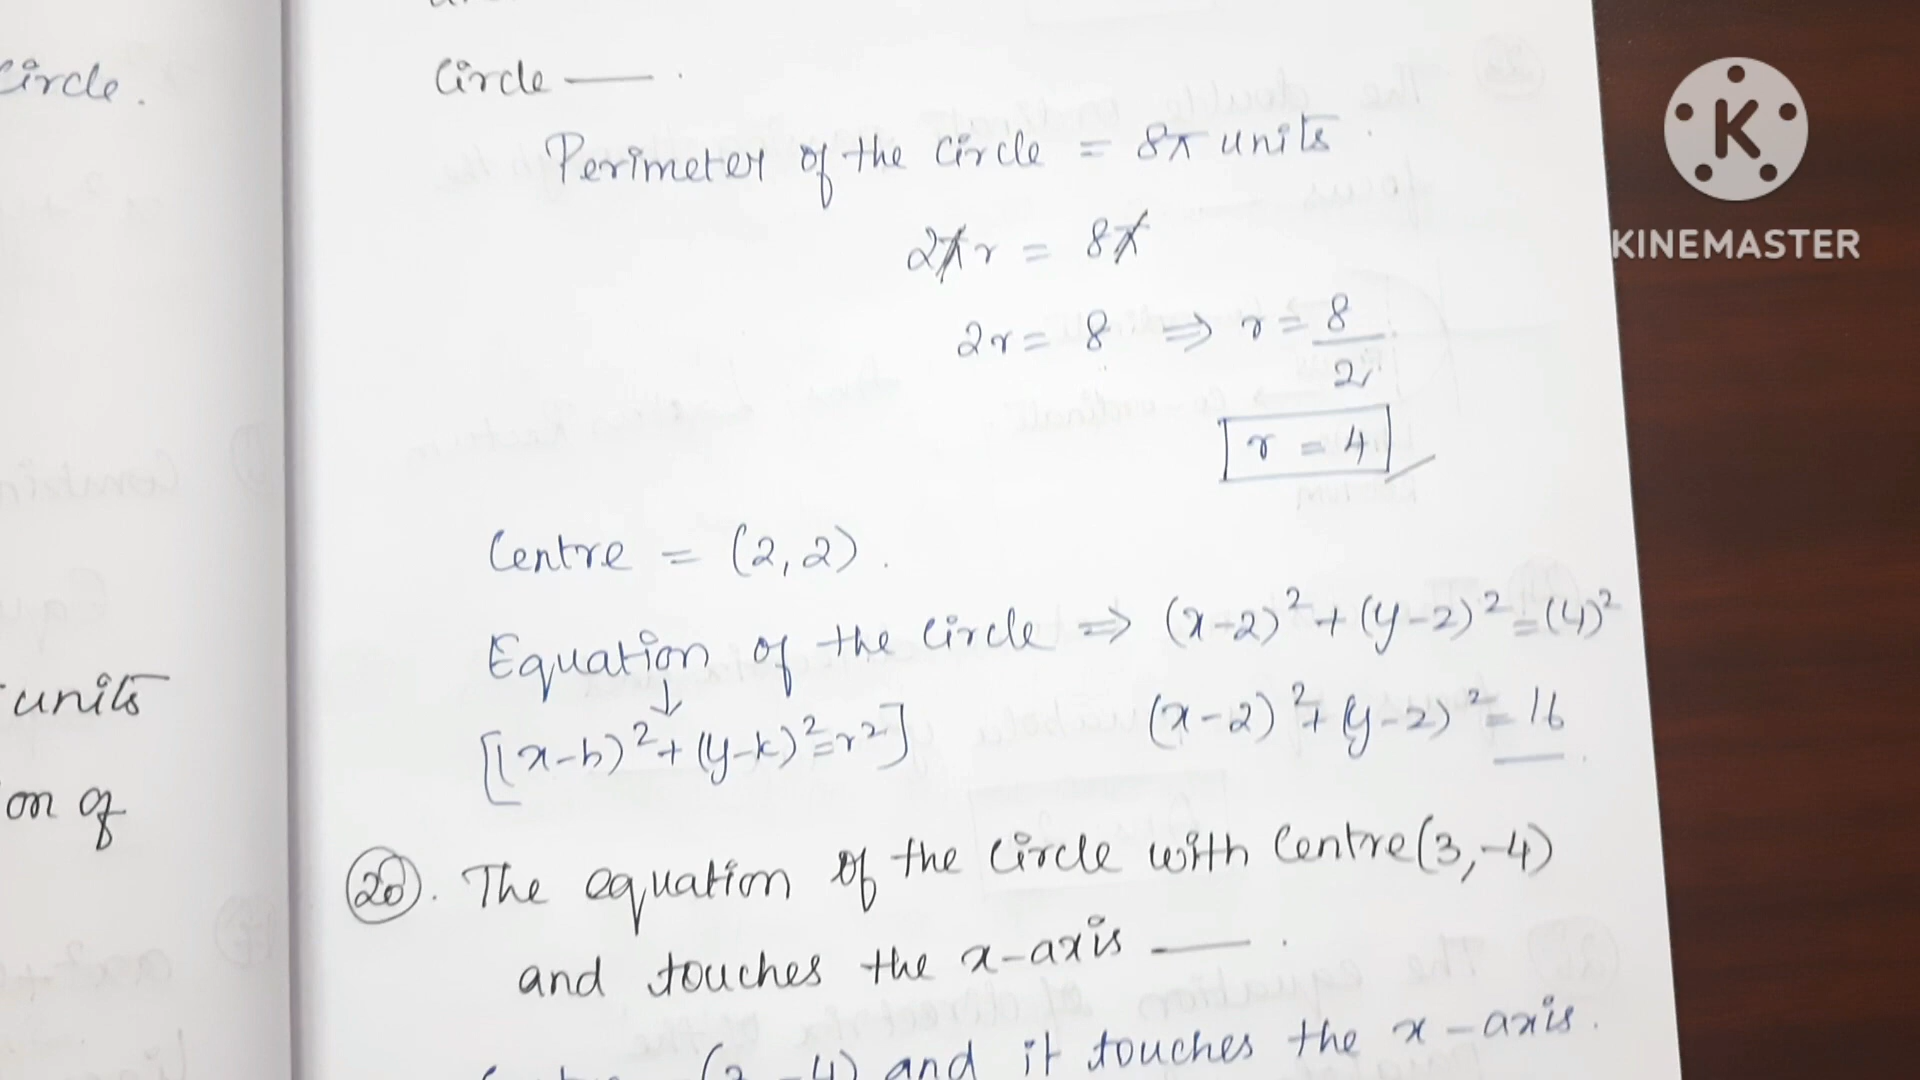 circle.
units
on of
Circle ——.
Perimeter of the circle = 8π units.
2πr = 8π
2r = 8 ⇒ r = 8/2
r = 4
Centre = (2,2).
Equation of the circle ⇒ (x-2)²+(y-2)²=(4)²
↓
[(x-h)²+(y-k)²=r²] (x-2)²+(y-2)²=16
(20). The equation of the circle with centre (3,-4)
and touches the x-axis ——.
(3, -4) and it touches the x-axis.
K
KINEMASTER